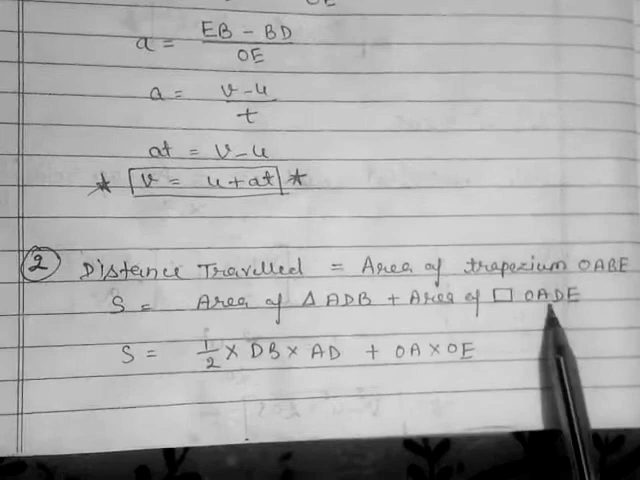 a = EB - BD / OE
a = v-u / t
at = v-u
* v = u+at *
2 Distance Travelled = Area of trapezium OABE
S = Area of Δ ADB + Area of □ OADE
S = 1/2 × DB × AD + OA × OE